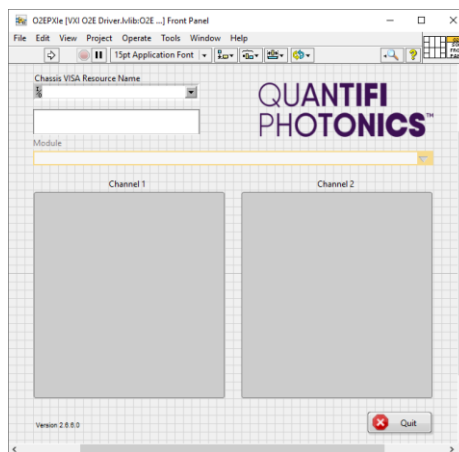 O2EPXIe [VXI O2E Driver.lvlib:O2E ...] Front Panel
File Edit View Project Operate Tools Window Help
15pt Application Font
Chassis VISA Resource Name
QUANTIFI
PHOTONICS™
Module
Channel 1 Channel 2
Version 2.6.6.0
Quit